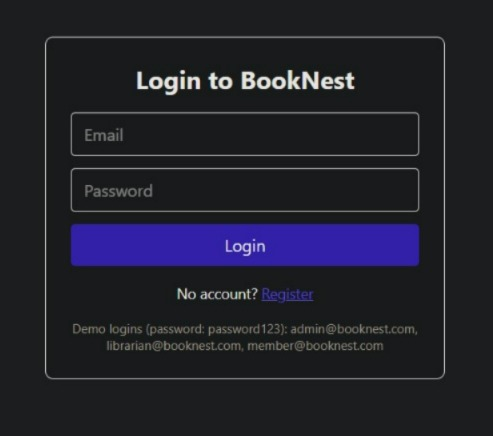 Login to BookNest
Email
Password
Login
No account? Register
Demo logins (password: password123): admin@booknest.com,
librarian@booknest.com, member@booknest.com